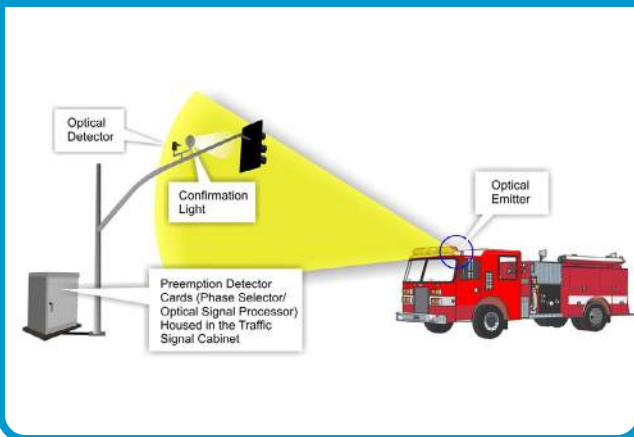 Optical
Detector
Confirmation
Light
Optical
Emitter
Preemption Detector
Cards (Phase Selector/
Optical Signal Processor)
Housed in the Traffic
Signal Cabinet